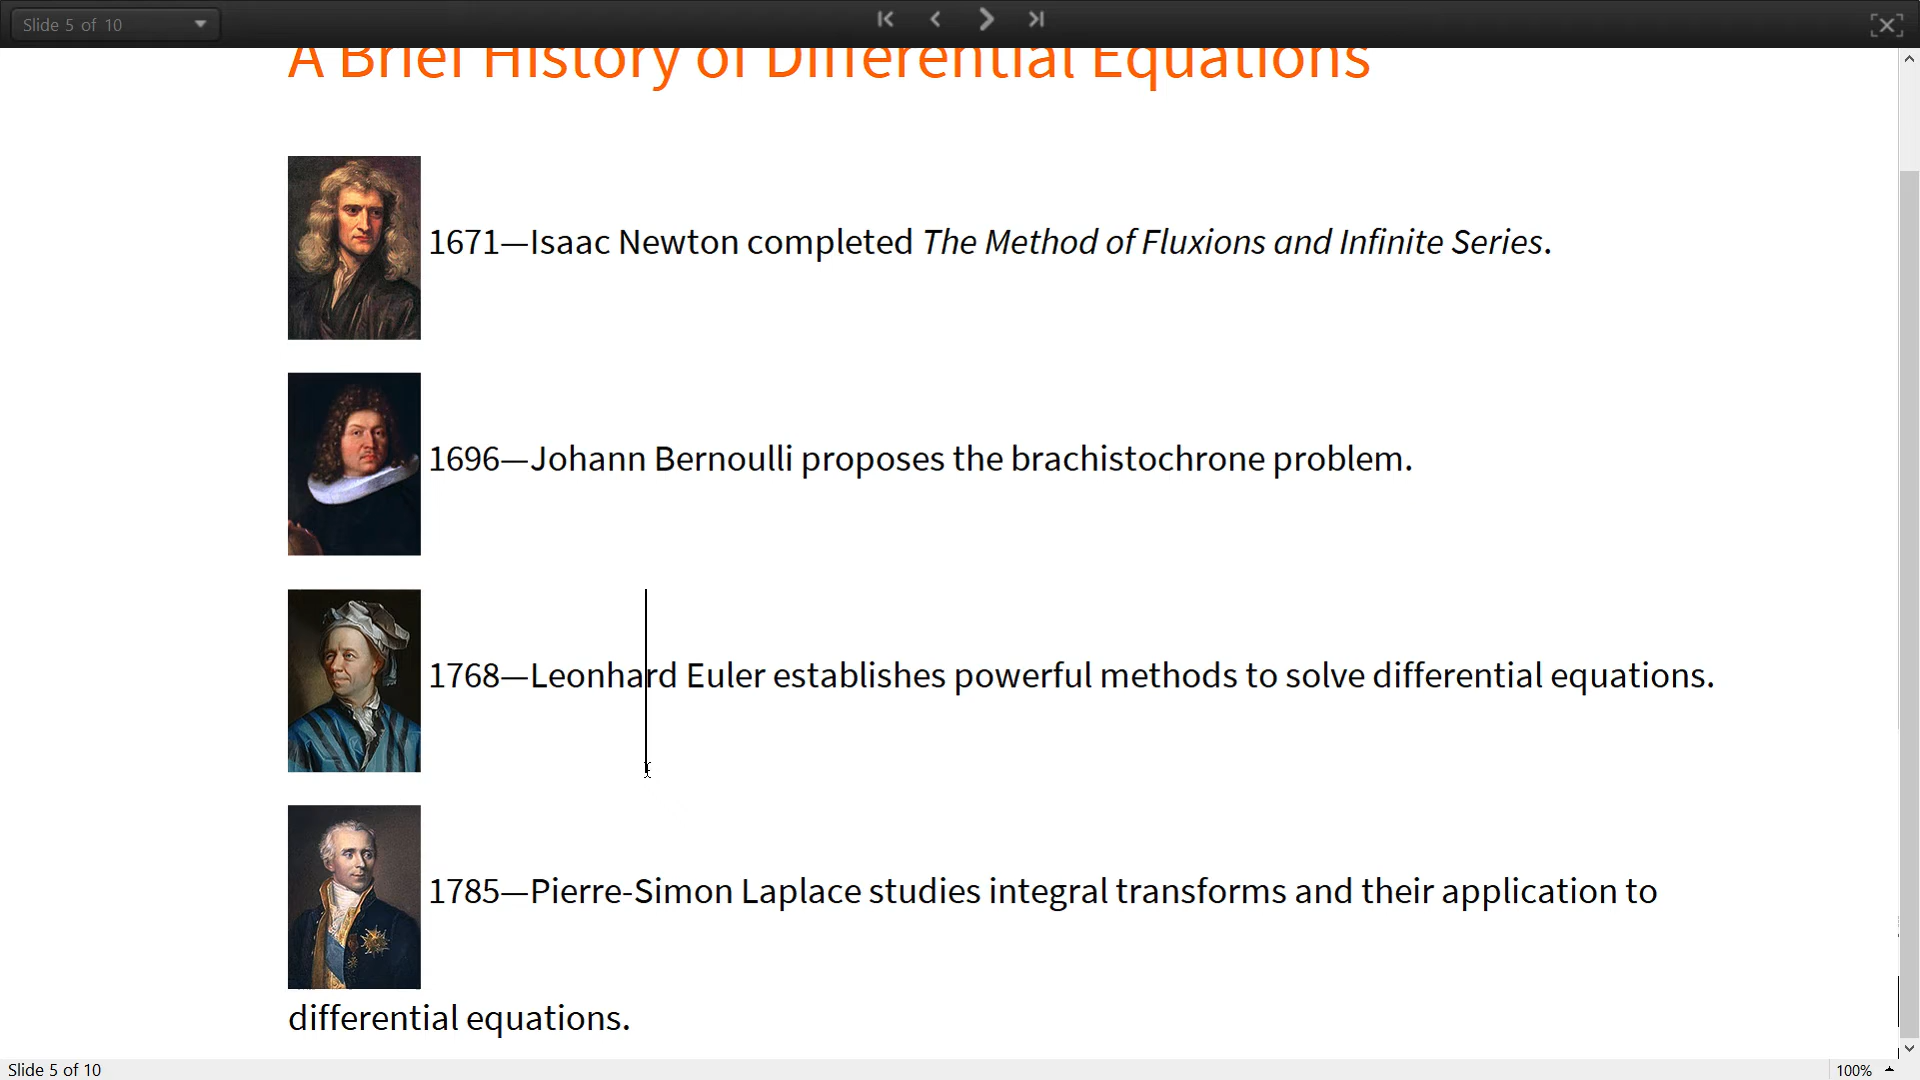 Slide 5 of 10
A Brief History of Differential Equations
1671—Isaac Newton completed The Method of Fluxions and Infinite Series.
1696—Johann Bernoulli proposes the brachistochrone problem.
1768—Leonhard Euler establishes powerful methods to solve differential equations.
1785—Pierre-Simon Laplace studies integral transforms and their application to
differential equations.
Slide 5 of 10
100%